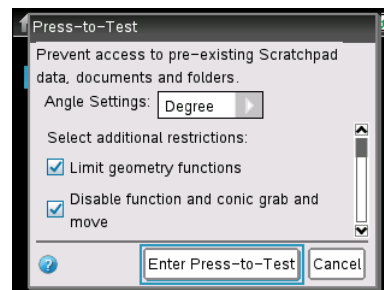 Press-to-Test
Prevent access to pre-existing Scratchpad
data, documents and folders.
Angle Settings: Degree
Select additional restrictions:
Limit geometry functions
Disable function and conic grab and
move
? Enter Press-to-Test Cancel